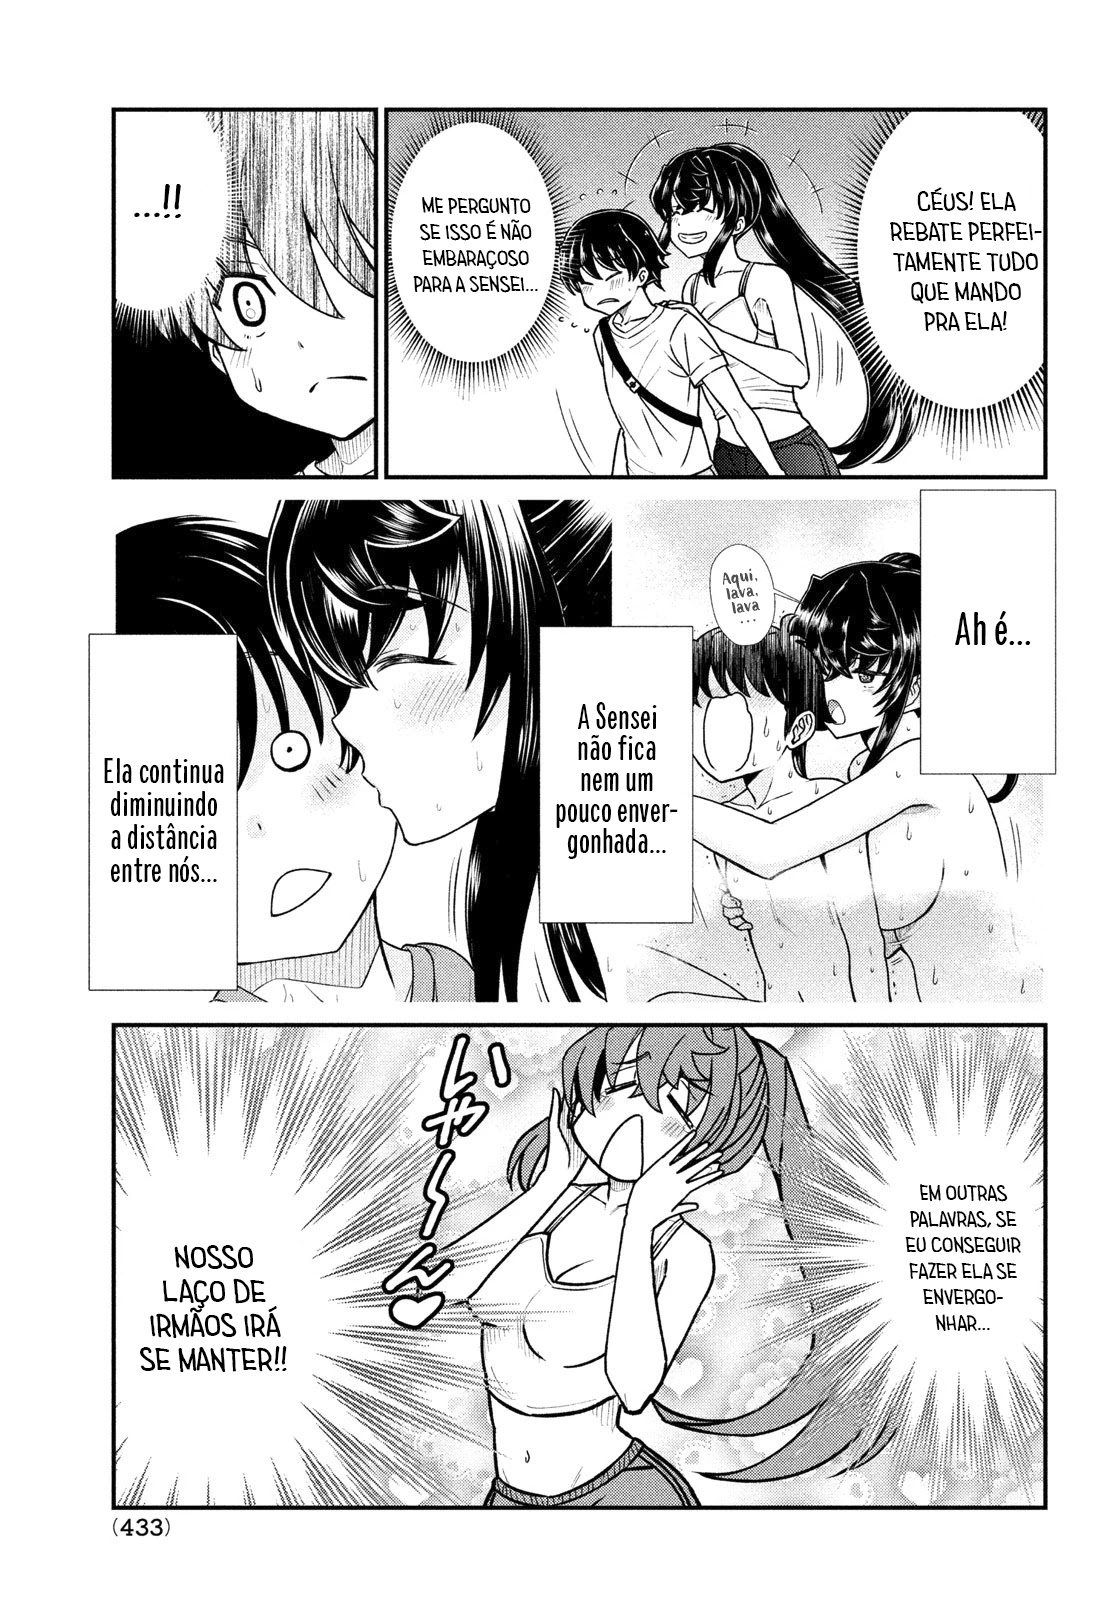 CÉUS! ELA
REBATE PERFEI-
TAMENTE TUDO
QUE MANDO
PRA ELA!
ME PERGUNTO
SE ISSO É NÃO
EMBARAÇOSO
PARA A SENSEI...
...!!
Ah é...
Aqui,
lava,
lava
...
A Sensei
não fica
nem um
pouco enver-
gonhada...
Ela continua
diminuindo
a distância
entre nós...
EM OUTRAS
PALAVRAS, SE
EU CONSEGUIR
FAZER ELA SE
ENVERGO-
NHAR...
いしゃ～ん♡
NOSSO
LAÇO DE
IRMÃOS IRÁ
SE MANTER!!
(433)